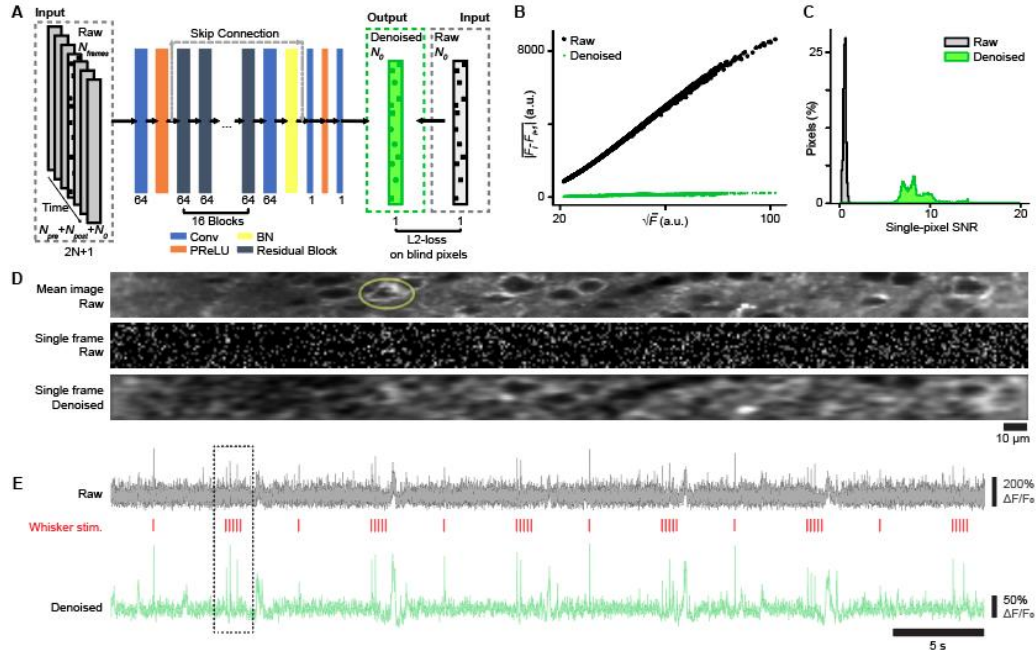 A
Input
Raw
N_frames
Time
N_pre+N_post+N_0
2N+1
Skip Connection
64
64
64
...
64
64
1
1
16 Blocks
Conv
BN
PReLU
Residual Block
Output
Input
Denoised
Raw
N_0
N_0
1
1
L2-loss
on blind pixels
B
8000
0
|F_i-F_i+1| (a.u.)
Raw
Denoised
20
100
√F (a.u.)
C
25
0
Pixels (%)
Raw
Denoised
0
10
20
Single-pixel SNR
D
Mean image
Raw
Single frame
Raw
Single frame
Denoised
10 µm
E
Raw
200%
ΔF/F₀
Whisker stim.
Denoised
50%
ΔF/F₀
5 s